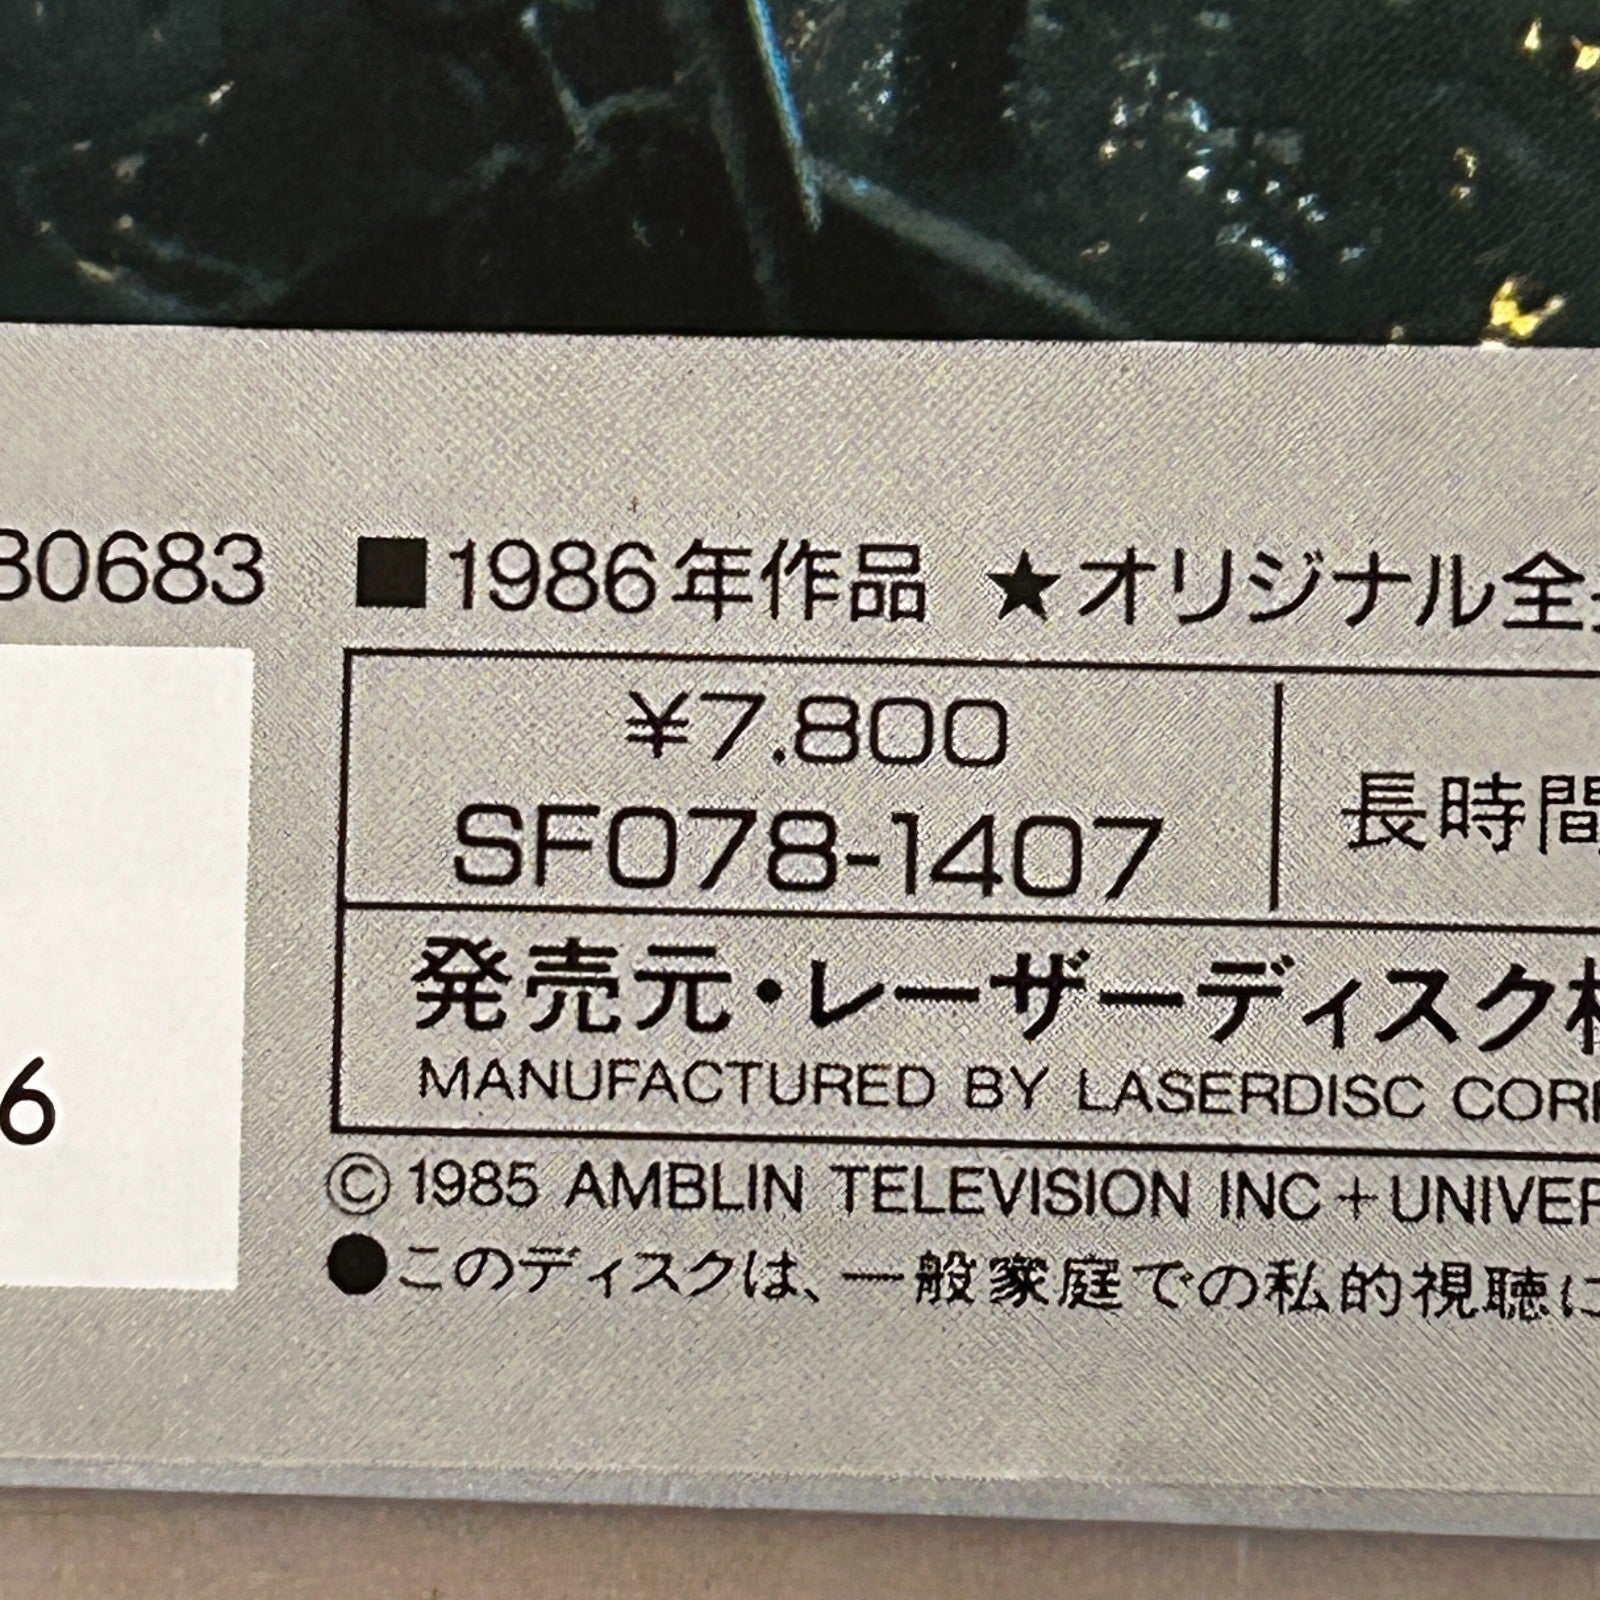 80683 ■1986年作品 ★オリジナル全
¥7.800
SF078-1407
長時間
発売元・レーザーディスク
MANUFACTURED BY LASERDISC COR
6
©1985 AMBLIN TELEVISION INC+UNIVER
●このディスクは、一般家庭での私的視聴に